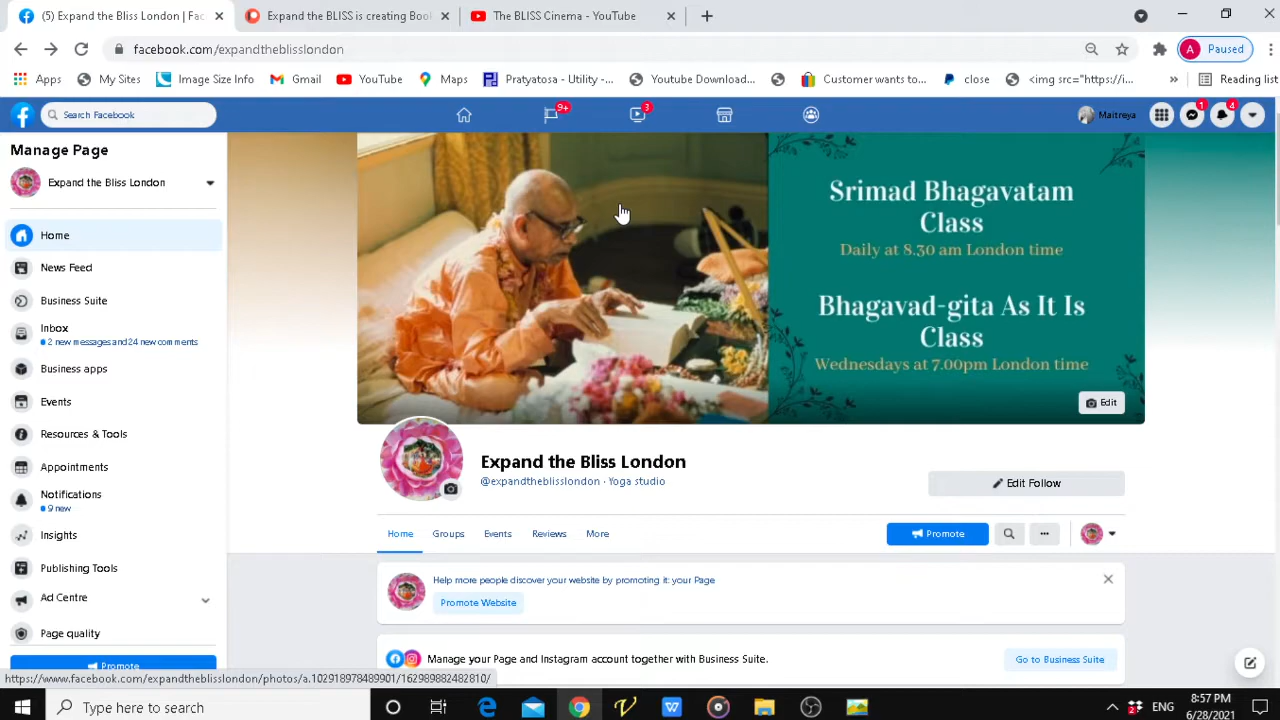 (5) Expand the Bliss London | Fac
Expand the BLISS is creating Boo
The BLISS Cinema - YouTube
facebook.com/expandtheblisslondon
Paused
Apps
My Sites
Image Size Info
Gmail
YouTube
Maps
Pratyatosa - Utility -...
Youtube Download...
Customer wants to...
close
<img src="https://i...
»
Reading list
Search Facebook
9+
3
Maitreya
1
4
Manage Page
Expand the Bliss London
Home
News Feed
Business Suite
Inbox
2 new messages and 24 new comments
Business apps
Events
Resources & Tools
Appointments
Notifications
9 new
Insights
Publishing Tools
Ad Centre
Page quality
Promote
Srimad Bhagavatam
Class
Daily at 8.30 am London time
Bhagavad-gita As It Is
Class
Wednesdays at 7.00pm London time
Edit
Expand the Bliss London
@expandtheblisslondon · Yoga studio
Edit Follow
Home
Groups
Events
Reviews
More
Promote
Help more people discover your website by promoting it: your Page
Promote Website
Manage your Page and Instagram account together with Business Suite.
Go to Business Suite
https://www.facebook.com/expandtheblisslondon/photos/a.102918978489901/162989882482810/
Type here to search
ENG
8:57 PM
6/28/2021